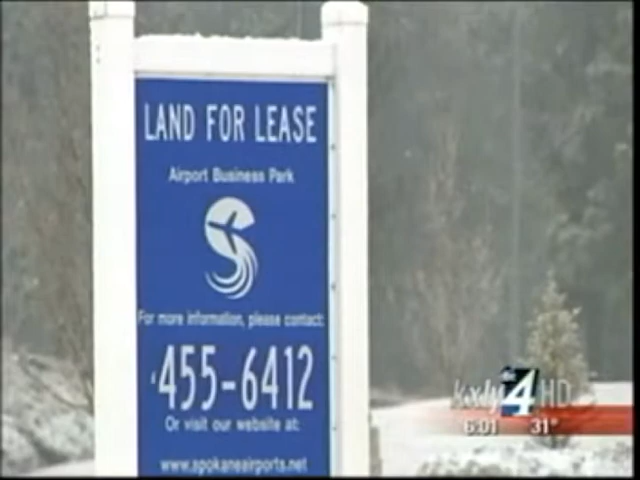 LAND FOR LEASE
Airport Business Park
For more information, please contact:
455-6412
Or visit our website at:
www.spokaneairports.net
abc
kxly 4 HD
6:01 31°